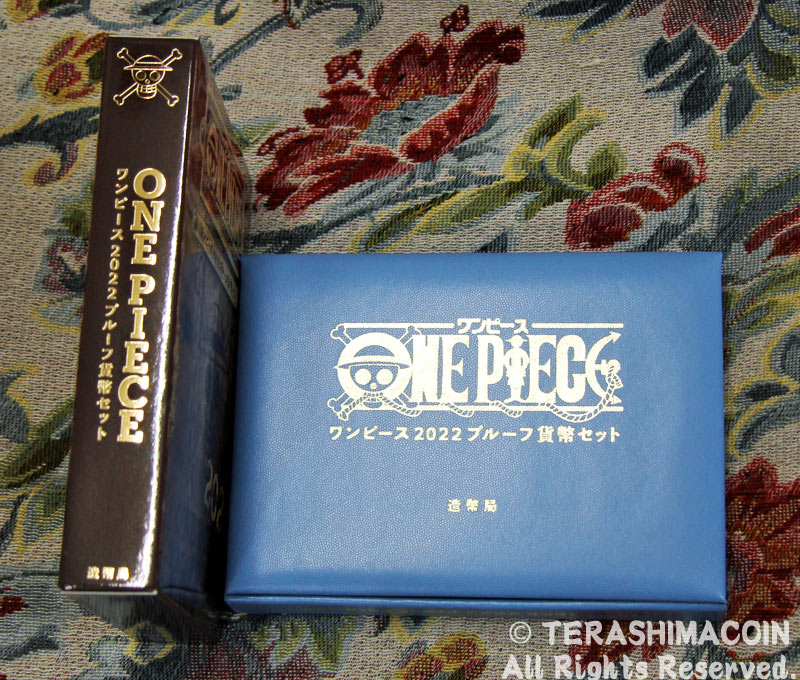 ONE PIECE
ワンピース2022プルーフ貨幣セット
造幣局
202
ワンピース
ONE PIECE
ワンピース2022プルーフ貨幣セット
造幣局
© TERASHIMACOIN
All Rights Reserved.